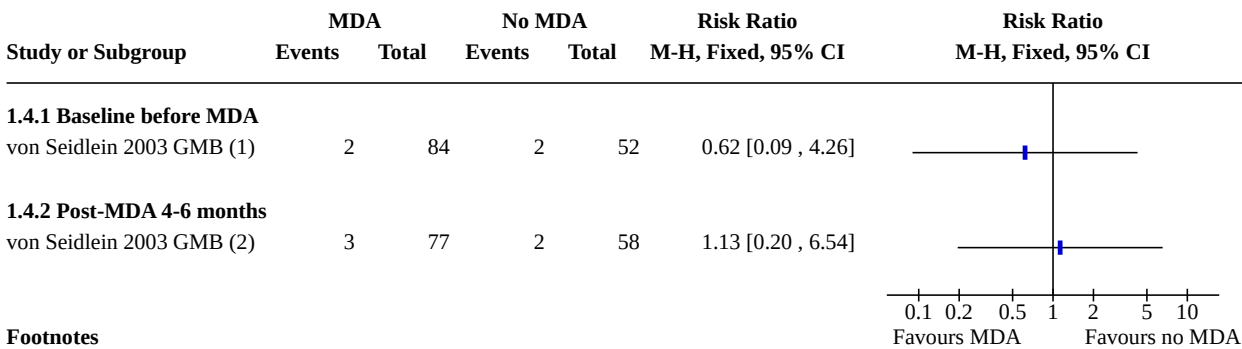 MDA No MDA Risk Ratio Risk Ratio
Study or Subgroup Events Total Events Total M-H, Fixed, 95% CI M-H, Fixed, 95% CI
1.4.1 Baseline before MDA
von Seidlein 2003 GMB (1) 2 84 2 52 0.62 [0.09 , 4.26]
1.4.2 Post-MDA 4-6 months
von Seidlein 2003 GMB (2) 3 77 2 58 1.13 [0.20 , 6.54]
0.1 0.2 0.5 1 2 5 10
Footnotes Favours MDA Favours no MDA